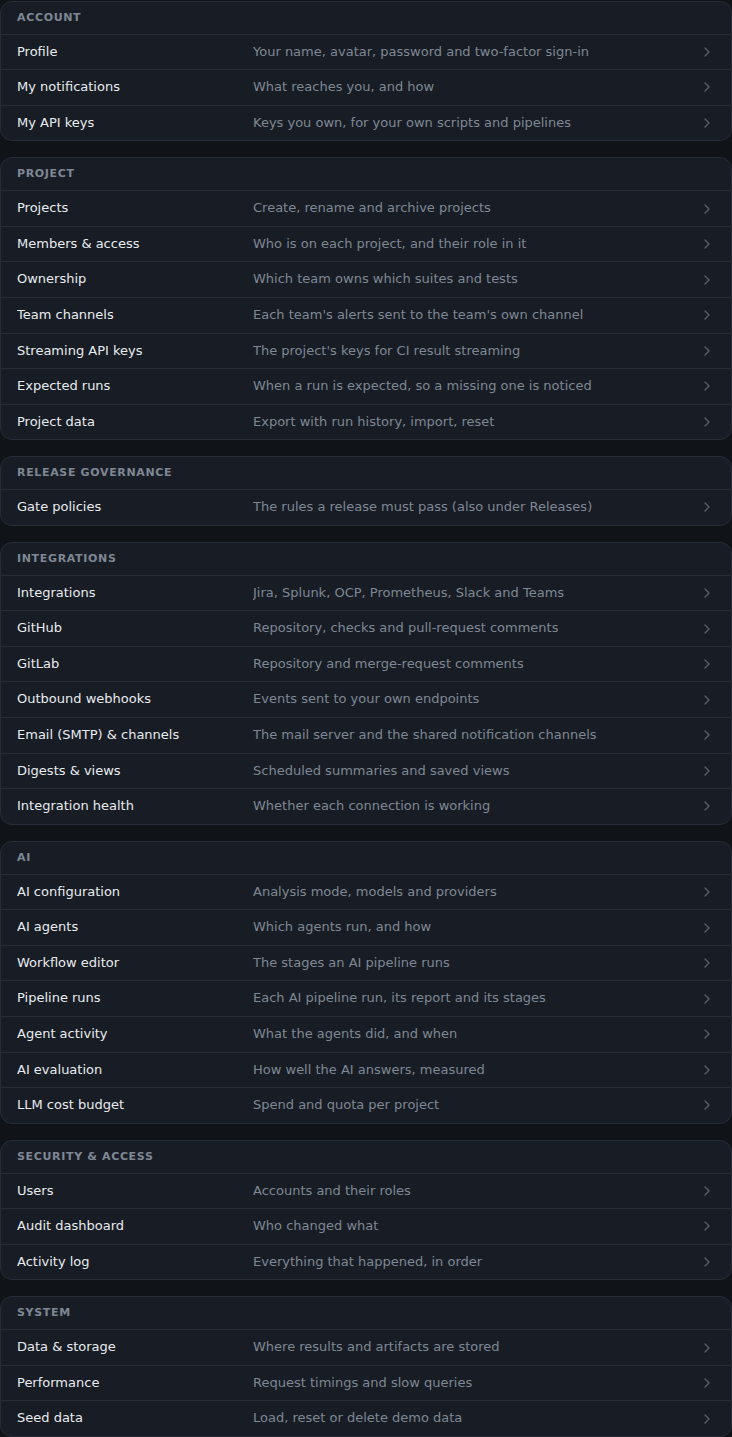 ACCOUNT
Profile Your name, avatar, password and two-factor sign-in
My notifications What reaches you, and how
My API keys Keys you own, for your own scripts and pipelines
PROJECT
Projects Create, rename and archive projects
Members & access Who is on each project, and their role in it
Ownership Which team owns which suites and tests
Team channels Each team's alerts sent to the team's own channel
Streaming API keys The project's keys for CI result streaming
Expected runs When a run is expected, so a missing one is noticed
Project data Export with run history, import, reset
RELEASE GOVERNANCE
Gate policies The rules a release must pass (also under Releases)
INTEGRATIONS
Integrations Jira, Splunk, OCP, Prometheus, Slack and Teams
GitHub Repository, checks and pull-request comments
GitLab Repository and merge-request comments
Outbound webhooks Events sent to your own endpoints
Email (SMTP) & channels The mail server and the shared notification channels
Digests & views Scheduled summaries and saved views
Integration health Whether each connection is working
AI
AI configuration Analysis mode, models and providers
AI agents Which agents run, and how
Workflow editor The stages an AI pipeline runs
Pipeline runs Each AI pipeline run, its report and its stages
Agent activity What the agents did, and when
AI evaluation How well the AI answers, measured
LLM cost budget Spend and quota per project
SECURITY & ACCESS
Users Accounts and their roles
Audit dashboard Who changed what
Activity log Everything that happened, in order
SYSTEM
Data & storage Where results and artifacts are stored
Performance Request timings and slow queries
Seed data Load, reset or delete demo data